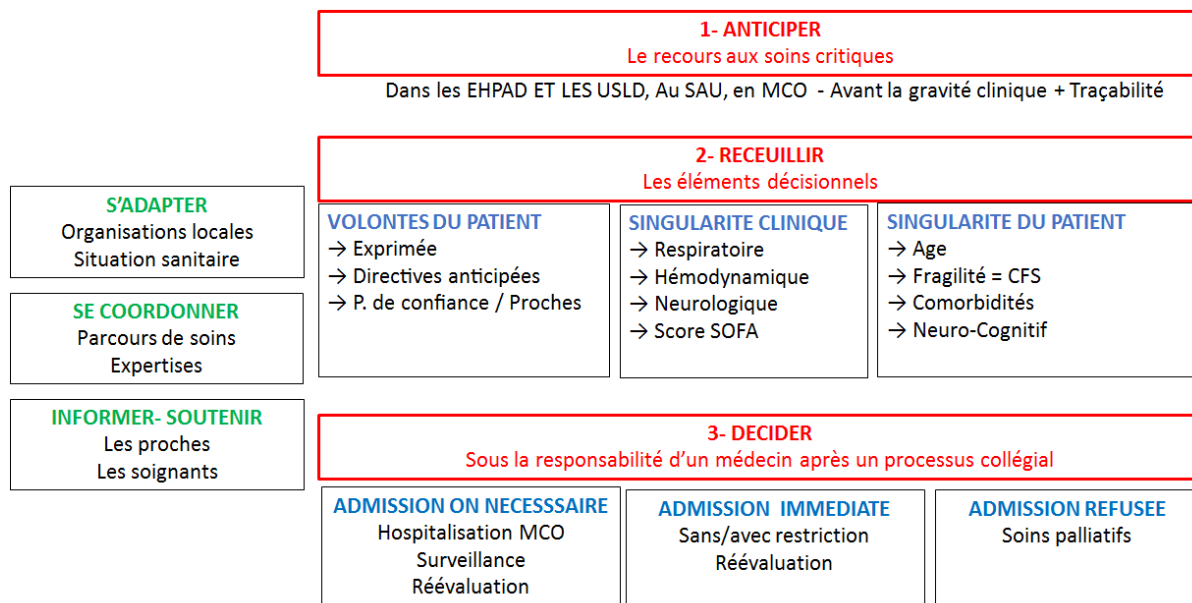 1- ANTICIPER
Le recours aux soins critiques
Dans les EHPAD ET LES USLD, Au SAU, en MCO - Avant la gravité clinique + Traçabilité
2- RECEUILLIR
Les éléments décisionnels
S'ADAPTER
Organisations locales
Situation sanitaire
SE COORDONNER
Parcours de soins
Expertises
INFORMER- SOUTENIR
Les proches
Les soignants
VOLONTES DU PATIENT
→ Exprimée
→ Directives anticipées
→ P. de confiance / Proches
SINGULARITE CLINIQUE
→ Respiratoire
→ Hémodynamique
→ Neurologique
→ Score SOFA
SINGULARITE DU PATIENT
→ Age
→ Fragilité = CFS
→ Comorbidités
→ Neuro-Cognitif
3- DECIDER
Sous la responsabilité d'un médecin après un processus collégial
ADMISSION ON NECESSSAIRE
Hospitalisation MCO
Surveillance
Réévaluation
ADMISSION IMMEDIATE
Sans/avec restriction
Réévaluation
ADMISSION REFUSEE
Soins palliatifs